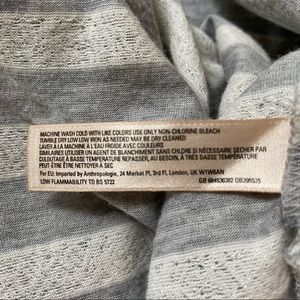 MACHINE WASH COLD WITH LIKE COLORS USE ONLY NON-CHLORINE BLEACH
TUMBLE DRY LOW LOW IRON AS NEEDED MAY BE DRY CLEANED
LAVER A LA MACHINE A L'EAU FROIDE AVEC COULEURS
SIMILAIRES UTILISER UN AGENT DE BLANCHIMENT SANS CHLORE SI NÉCESSAIRE SÉCHER PAR
CULBUTAGE À BASSE TEMPÉRATURE REPASSER, AU BESOIN, À TRÈS BASSE TEMPÉRATURE
PEUT ÊTRE NETTOYER A SEC
For EU: Imported by Anthropologie, 24 Market Pl, 3rd Fl, London, UK W1W8AN
LOW FLAMMABILITY TO BS 5722